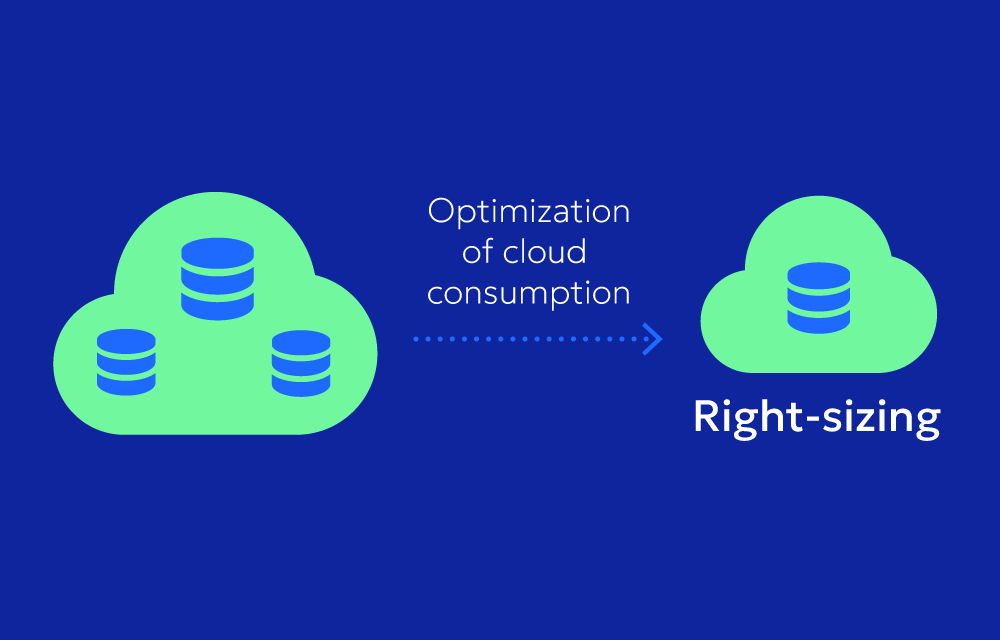 Optimization
of cloud
consumption
Right-sizing